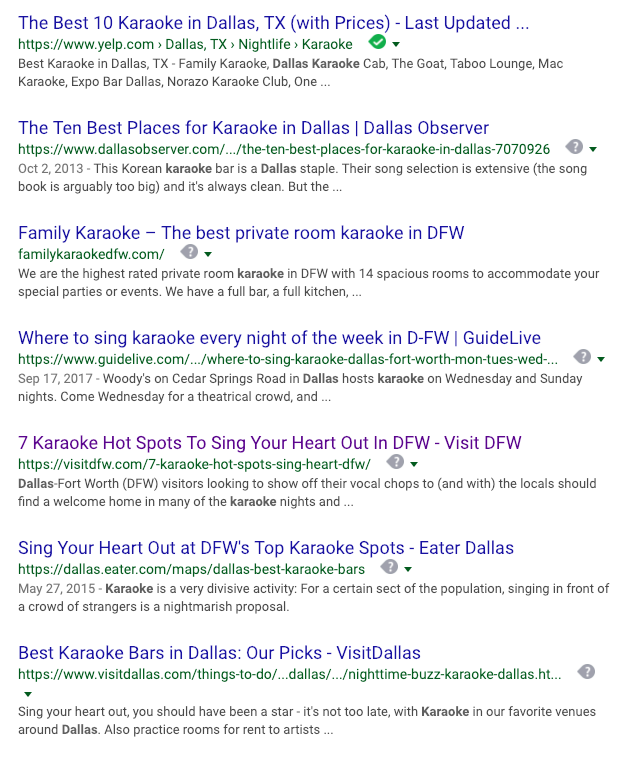 The Best 10 Karaoke in Dallas, TX (with Prices) - Last Updated ...
https://www.yelp.com › Dallas, TX › Nightlife › Karaoke
Best Karaoke in Dallas, TX - Family Karaoke, Dallas Karaoke Cab, The Goat, Taboo Lounge, Mac
Karaoke, Expo Bar Dallas, Norazo Karaoke Club, One ...
The Ten Best Places for Karaoke in Dallas | Dallas Observer
https://www.dallasobserver.com/.../the-ten-best-places-for-karaoke-in-dallas-7070926 ?
Oct 2, 2013 - This Korean karaoke bar is a Dallas staple. Their song selection is extensive (the song
book is arguably too big) and it's always clean. But the ...
Family Karaoke – The best private room karaoke in DFW
familykaraokedfw.com/ ?
We are the highest rated private room karaoke in DFW with 14 spacious rooms to accommodate your
special parties or events. We have a full bar, a full kitchen, ...
Where to sing karaoke every night of the week in D-FW | GuideLive
https://www.guidelive.com/.../where-to-sing-karaoke-dallas-fort-worth-mon-tues-wed-... ?
Sep 17, 2017 - Woody's on Cedar Springs Road in Dallas hosts karaoke on Wednesday and Sunday
nights. Come Wednesday for a theatrical crowd, and ...
7 Karaoke Hot Spots To Sing Your Heart Out In DFW - Visit DFW
https://visitdfw.com/7-karaoke-hot-spots-sing-heart-dfw/ ?
Dallas-Fort Worth (DFW) visitors looking to show off their vocal chops to (and with) the locals should
find a welcome home in many of the karaoke nights and ...
Sing Your Heart Out at DFW's Top Karaoke Spots - Eater Dallas
https://dallas.eater.com/maps/dallas-best-karaoke-bars ?
May 27, 2015 - Karaoke is a very divisive activity: For a certain sect of the population, singing in front of
a crowd of strangers is a nightmarish proposal.
Best Karaoke Bars in Dallas: Our Picks - VisitDallas
https://www.visitdallas.com/things-to-do/...dallas/.../nighttime-buzz-karaoke-dallas.ht... ?
Sing your heart out, you should have been a star - it's not too late, with Karaoke in our favorite venues
around Dallas. Also practice rooms for rent to artists ...